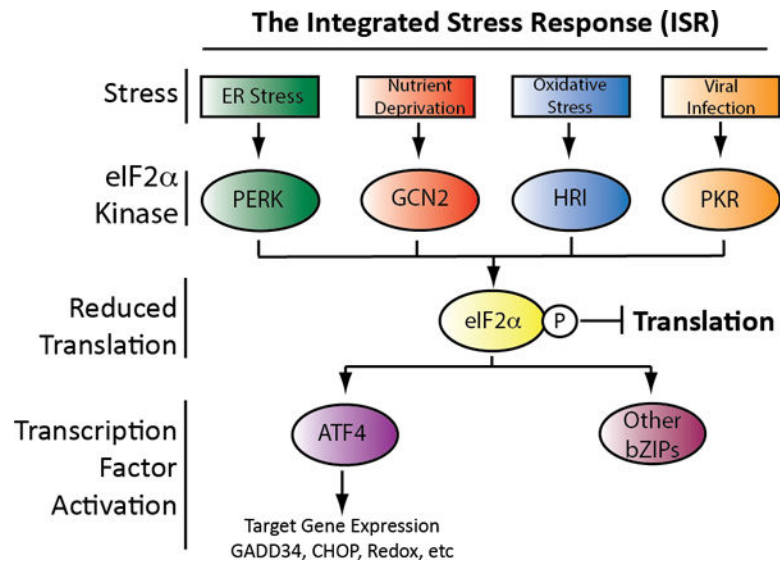 The Integrated Stress Response (ISR)
Stress
ER Stress
Nutrient
Deprivation
Oxidative
Stress
Viral
Infection
eIF2α
Kinase
PERK
GCN2
HRI
PKR
Reduced
Translation
eIF2α
P
Translation
Transcription
Factor
Activation
ATF4
Other
bZIPs
Target Gene Expression
GADD34, CHOP, Redox, etc